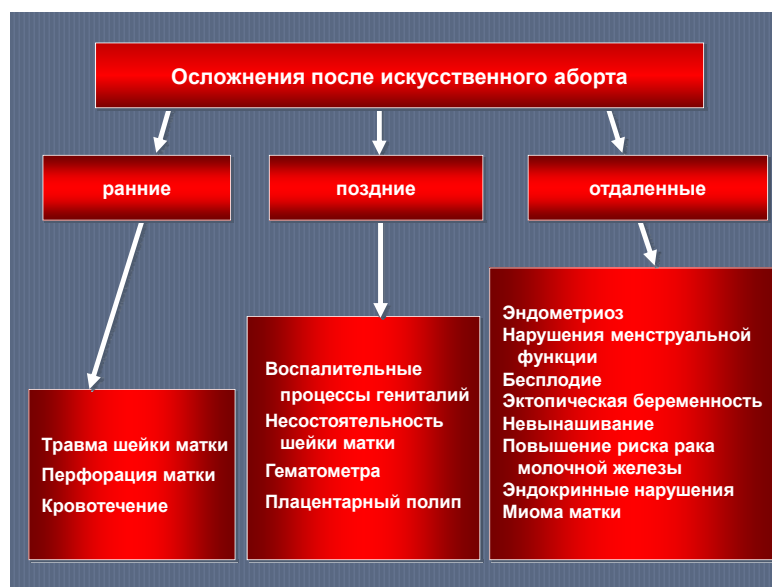 Осложнения после искусственного аборта
ранние
поздние
отдаленные
Травма шейки матки
Перфорация матки
Кровотечение
Воспалительные
процессы гениталий
Несостоятельность
шейки матки
Гематометра
Плацентарный полип
Эндометриоз
Нарушения менструальной
функции
Бесплодие
Эктопическая беременность
Невынашивание
Повышение риска рака
молочной железы
Эндокринные нарушения
Миома матки